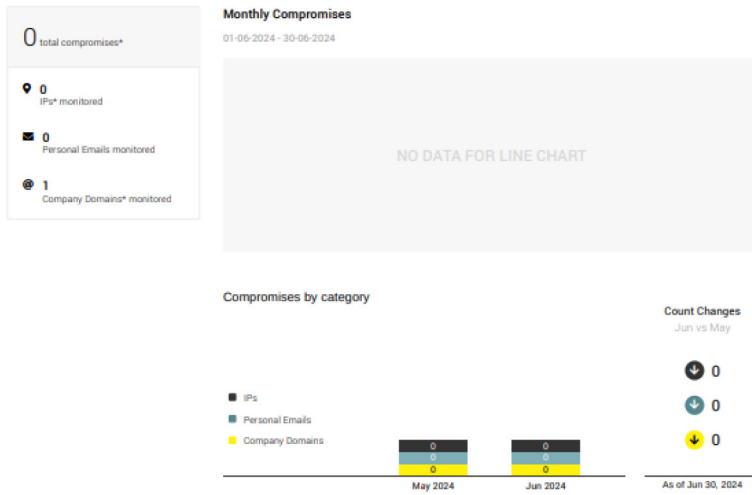 0 total compromises*
0
IPs* monitored
0
Personal Emails monitored
@ 1
Company Domains* monitored
Monthly Compromises
01-06-2024 - 30-06-2024
NO DATA FOR LINE CHART
Compromises by category
IPs
Personal Emails
Company Domains
0 0
0 0
0 0
May 2024 Jun 2024
Count Changes
Jun vs May
0
0
0
As of Jun 30, 2024